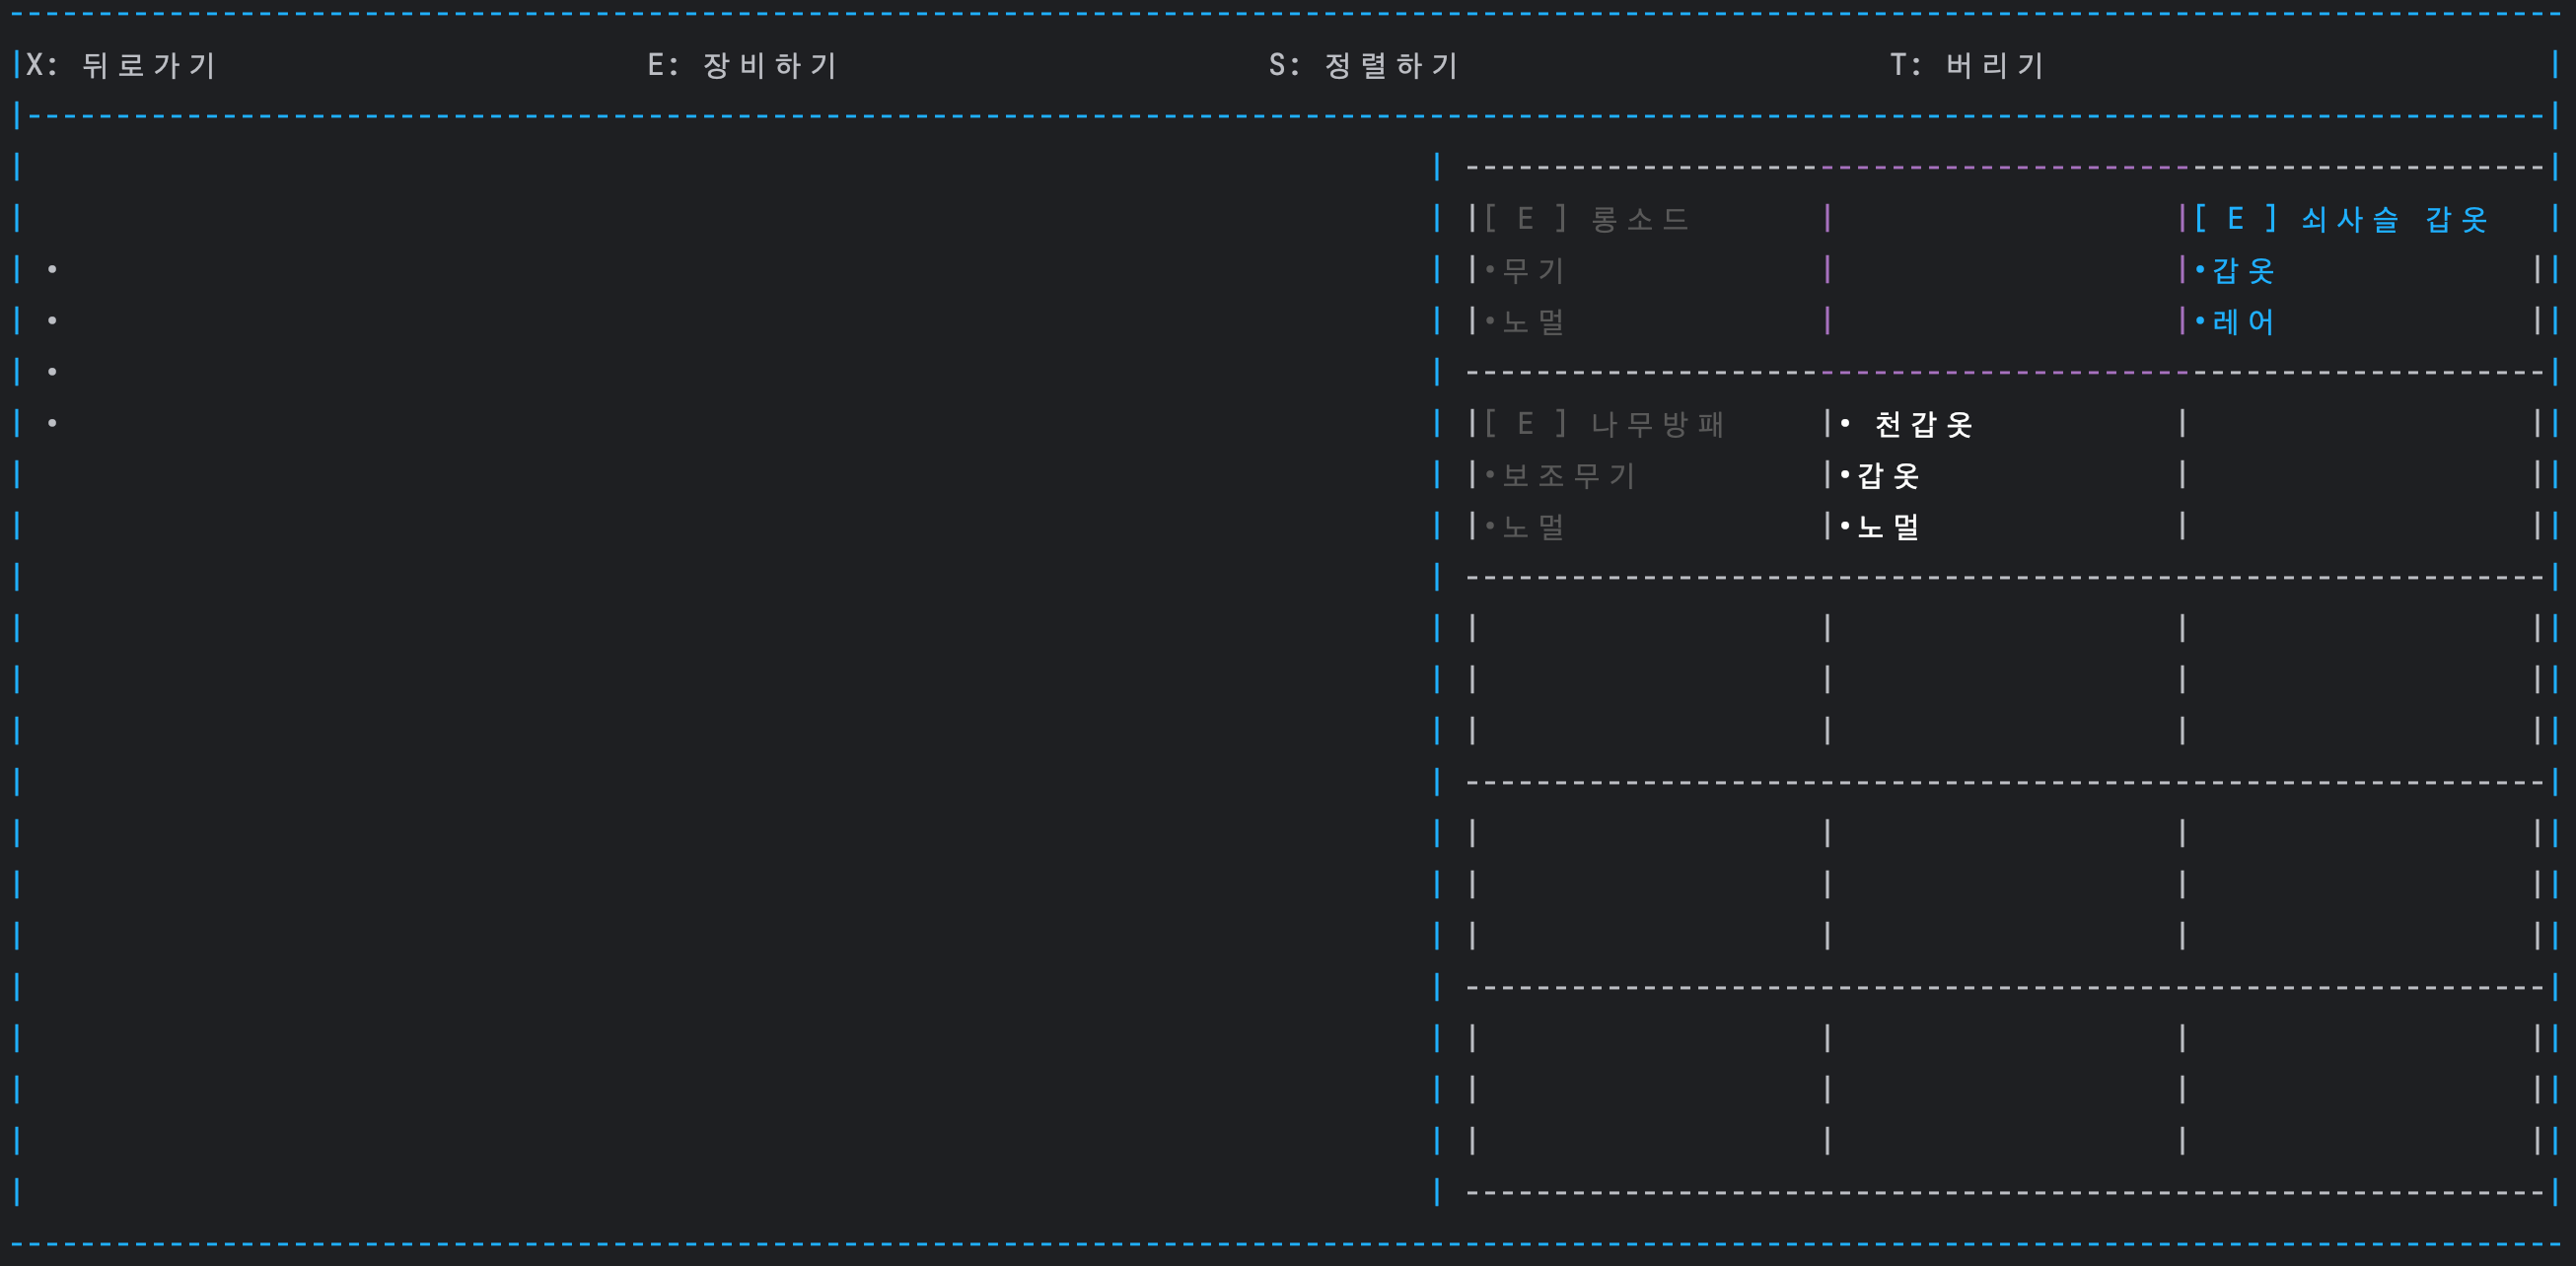 X: 뒤로가기 E: 장비하기 S: 정렬하기 T: 버리기
[ E ] 롱소드 [ E ] 쇠사슬 갑옷
• •무기 •갑옷
• •노멀 •레어
•
• [ E ] 나무방패 • 천갑옷
•보조무기 •갑옷
•노멀 •노멀